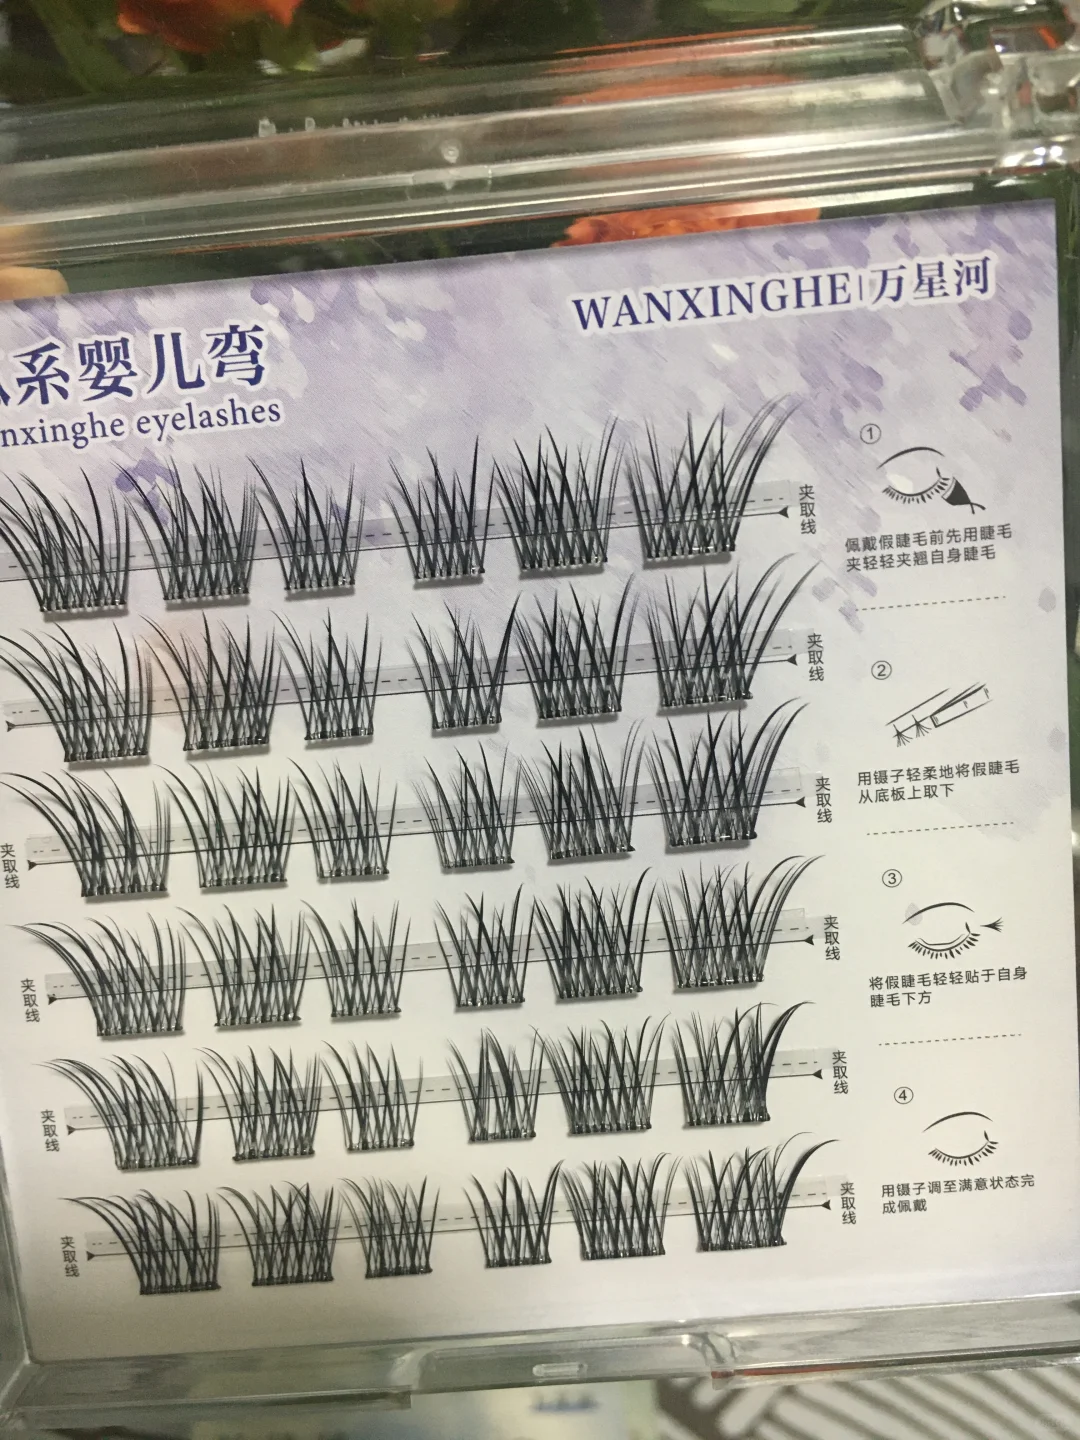 WANXINGHE|万星河
系婴儿弯
nxinghe eyelashes
①
夹取线
佩戴假睫毛前先用睫毛
夹轻轻夹翘自身睫毛
夹取线
②
用镊子轻柔地将假睫毛
从底板上取下
夹取线
夹取线
③
夹取线
夹取线
将假睫毛轻轻贴于自身
睫毛下方
夹取线
夹取线
④
用镊子调至满意状态完
成佩戴
夹取线
夹取线